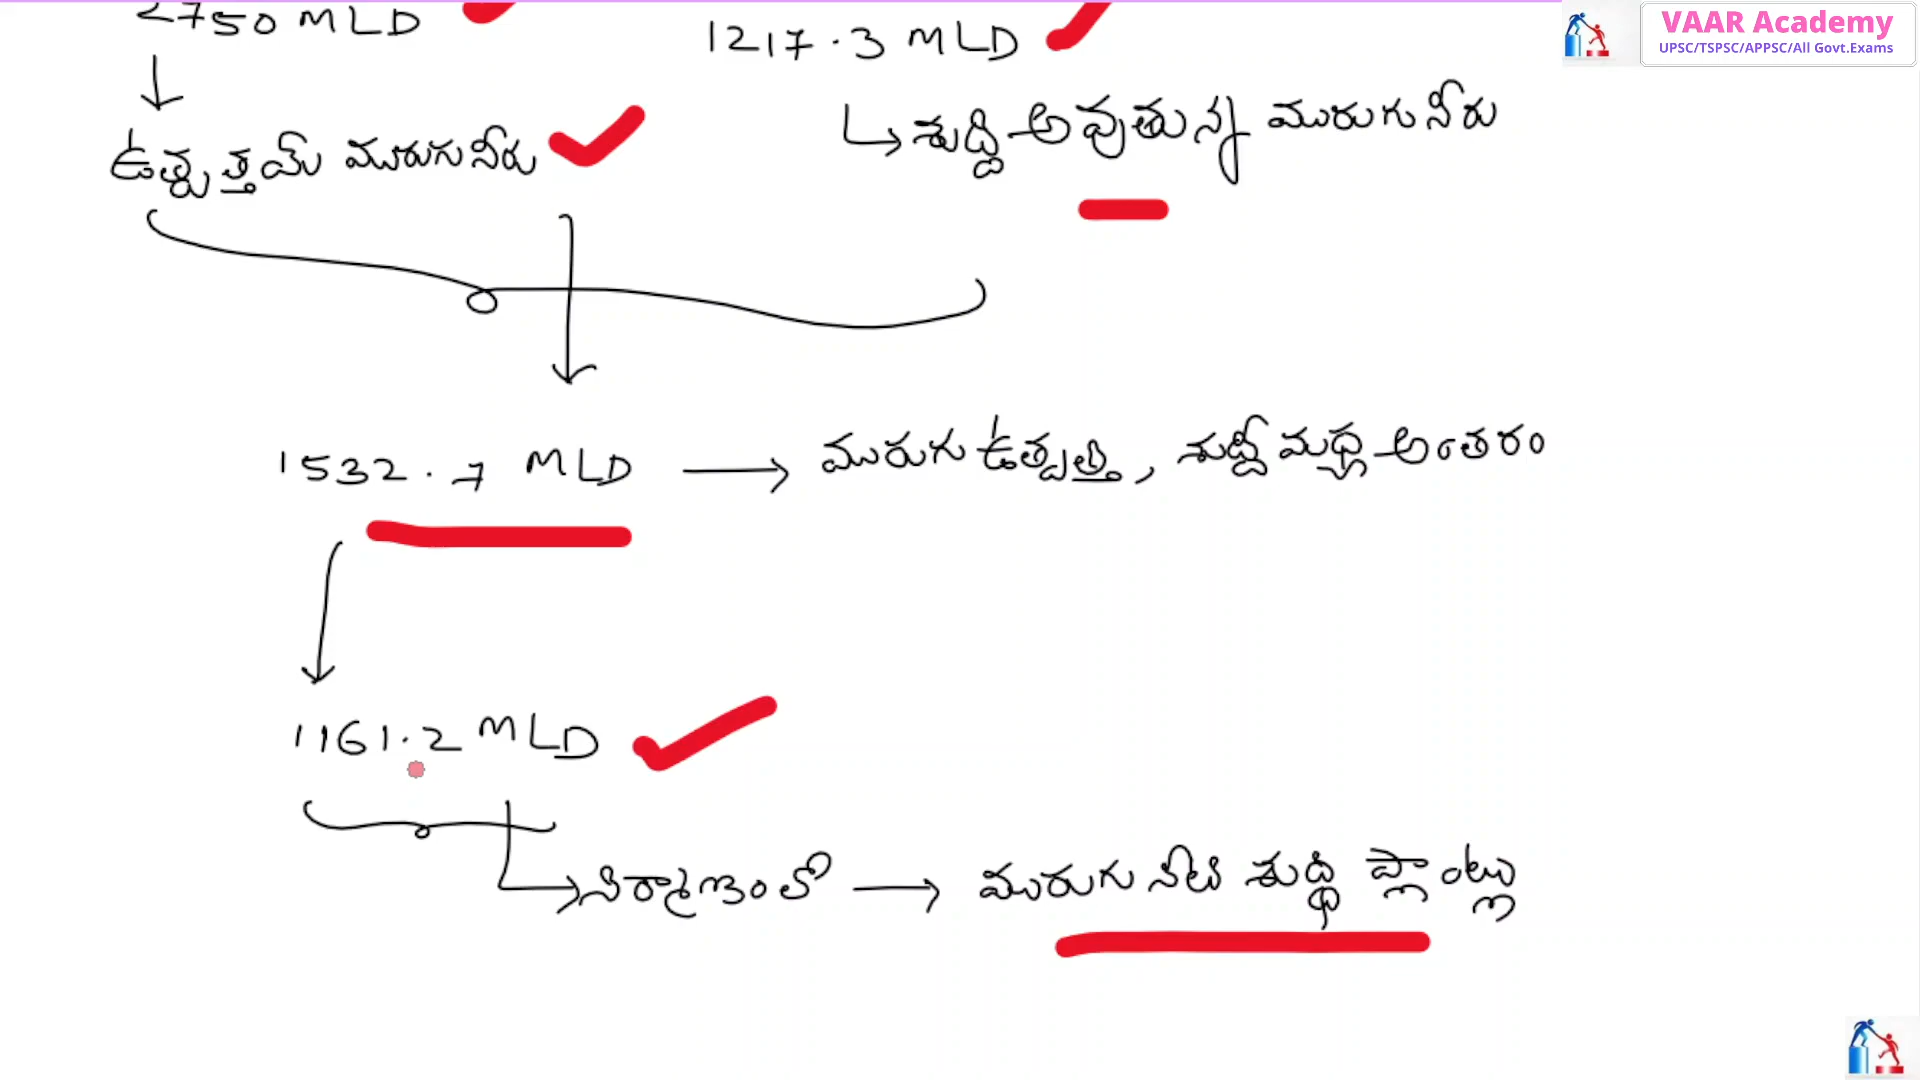 VAAR Academy
UPSC/TSPSC/APPSC/All Govt.Exams
2750 MLD
1217.3 MLD
ఉత్పత్తయ్యే మురుగునీరు
శుద్ధి అవుతున్న మురుగునీరు
1532.7 MLD → మురుగు ఉత్పత్తి, శుద్ధి మధ్య అంతరం
1161.2 MLD
నిర్మాణంలో → మురుగు నీటి శుద్ధి ప్లాంట్లు